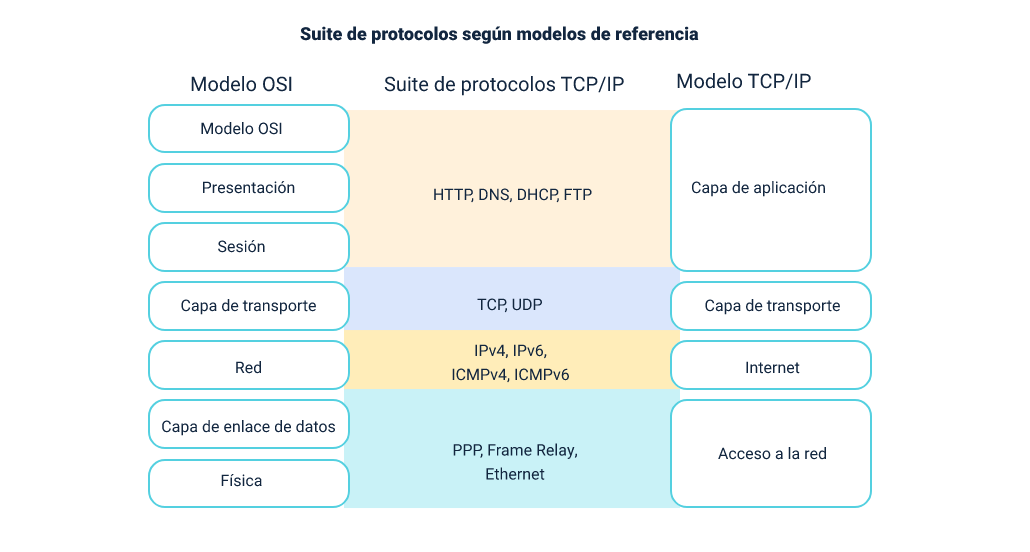 Suite de protocolos según modelos de referencia
Modelo OSI
Suite de protocolos TCP/IP
Modelo TCP/IP
Modelo OSI
Presentación
Sesión
HTTP, DNS, DHCP, FTP
Capa de aplicación
Capa de transporte
TCP, UDP
Capa de transporte
Red
IPv4, IPv6,
ICMPv4, ICMPv6
Internet
Capa de enlace de datos
Física
PPP, Frame Relay,
Ethernet
Acceso a la red